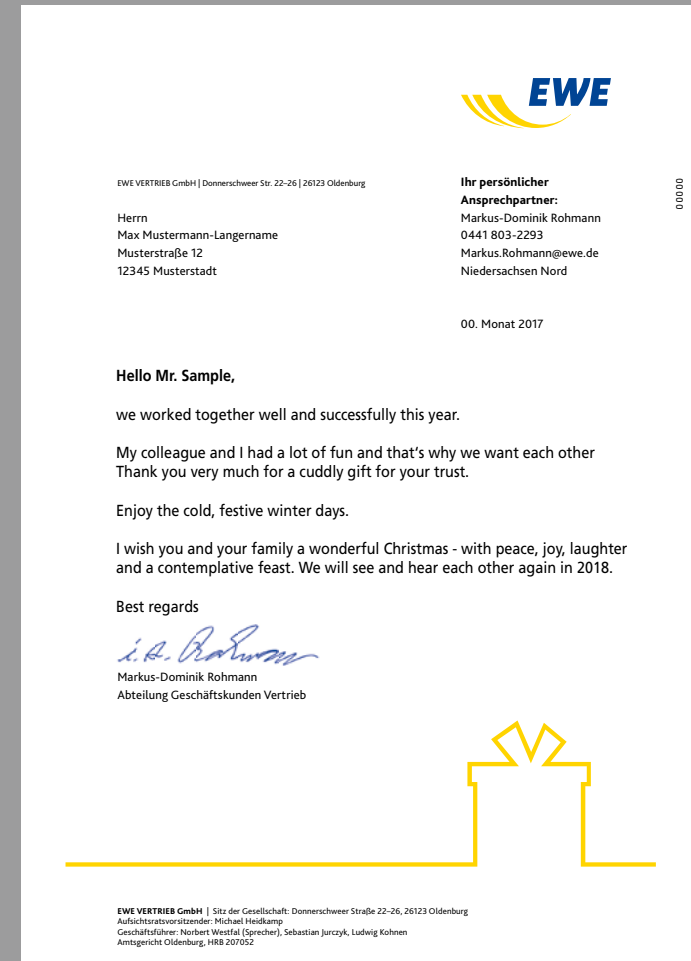 EWE
EWE VERTRIEB GmbH | Donnerschweer Str. 22–26 | 26123 Oldenburg
Herrn
Max Mustermann-Langername
Musterstraße 12
12345 Musterstadt
Ihr persönlicher
Ansprechpartner:
Markus-Dominik Rohmann
0441 803-2293
Markus.Rohmann@ewe.de
Niedersachsen Nord
00000
00. Monat 2017
Hello Mr. Sample,
we worked together well and successfully this year.
My colleague and I had a lot of fun and that’s why we want each other
Thank you very much for a cuddly gift for your trust.
Enjoy the cold, festive winter days.
I wish you and your family a wonderful Christmas - with peace, joy, laughter
and a contemplative feast. We will see and hear each other again in 2018.
Best regards
i.A. Rohmann
Markus-Dominik Rohmann
Abteilung Geschäftskunden Vertrieb
EWE VERTRIEB GmbH | Sitz der Gesellschaft: Donnerschweer Straße 22–26, 26123 Oldenburg
Aufsichtsratsvorsitzender: Michael Heidkamp
Geschäftsführer: Norbert Westfal (Sprecher), Sebastian Jurczyk, Ludwig Kohnen
Amtsgericht Oldenburg, HRB 207052